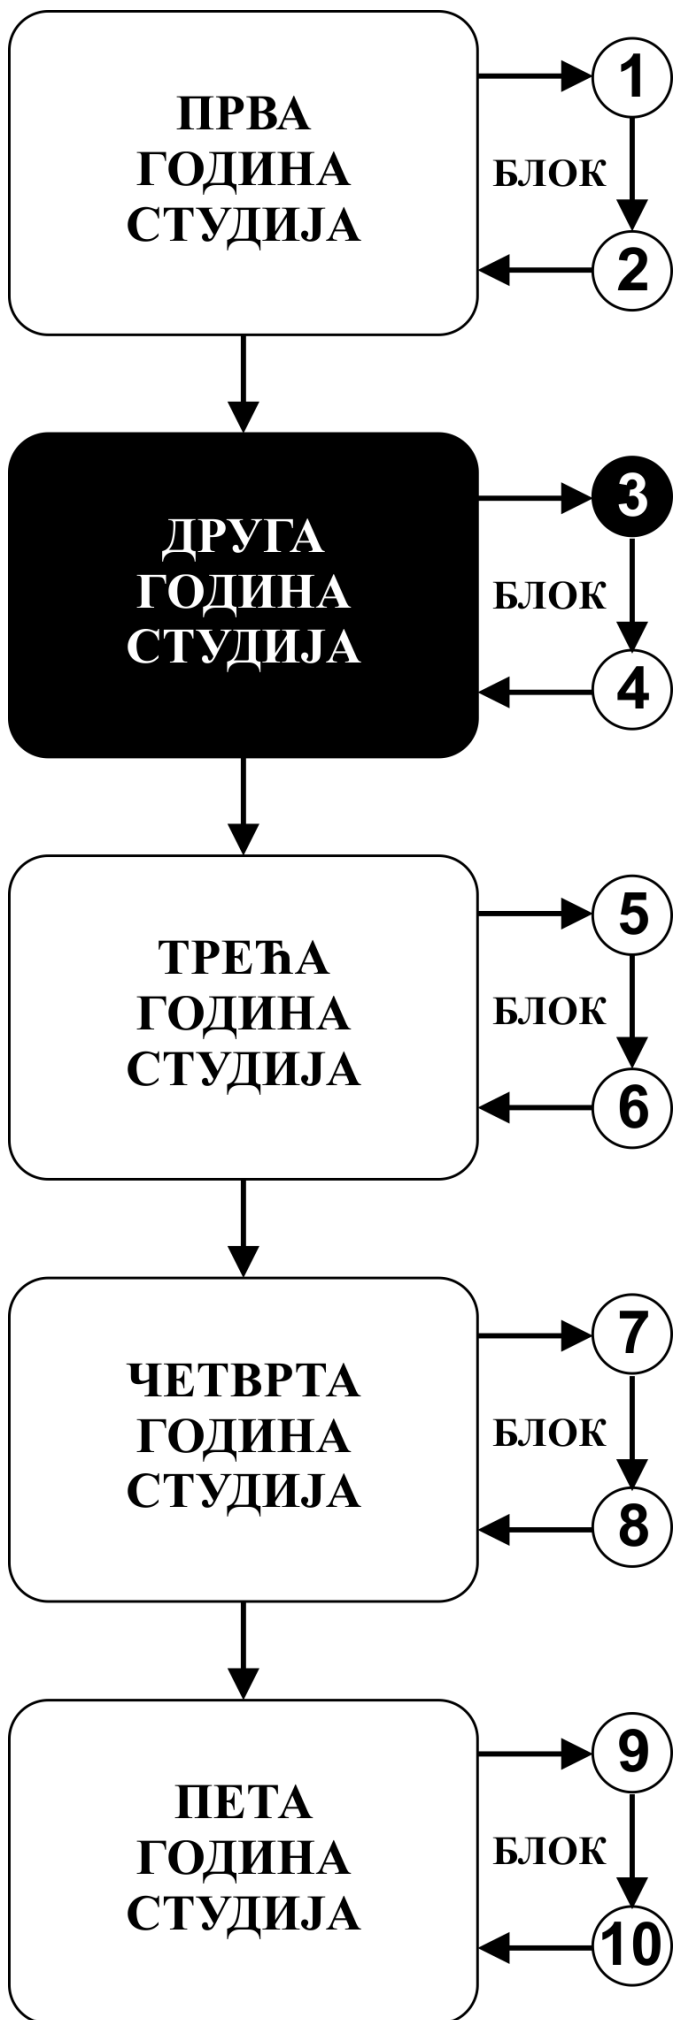 ПРВА
ГОДИНА
СТУДИЈА
1
БЛОК
2
ДРУГА
ГОДИНА
СТУДИЈА
3
БЛОК
4
ТРЕЋА
ГОДИНА
СТУДИЈА
5
БЛОК
6
ЧЕТВРТА
ГОДИНА
СТУДИЈА
7
БЛОК
8
ПЕТА
ГОДИНА
СТУДИЈА
9
БЛОК
10